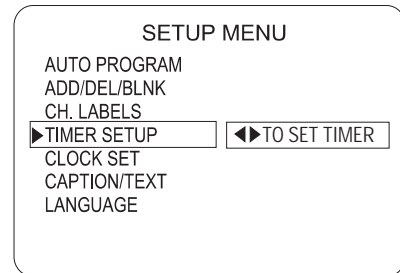 SETUP MENU
AUTO PROGRAM
ADD/DEL/BLNK
CH. LABELS
▶TIMER SETUP ◀▶TO SET TIMER
CLOCK SET
CAPTION/TEXT
LANGUAGE